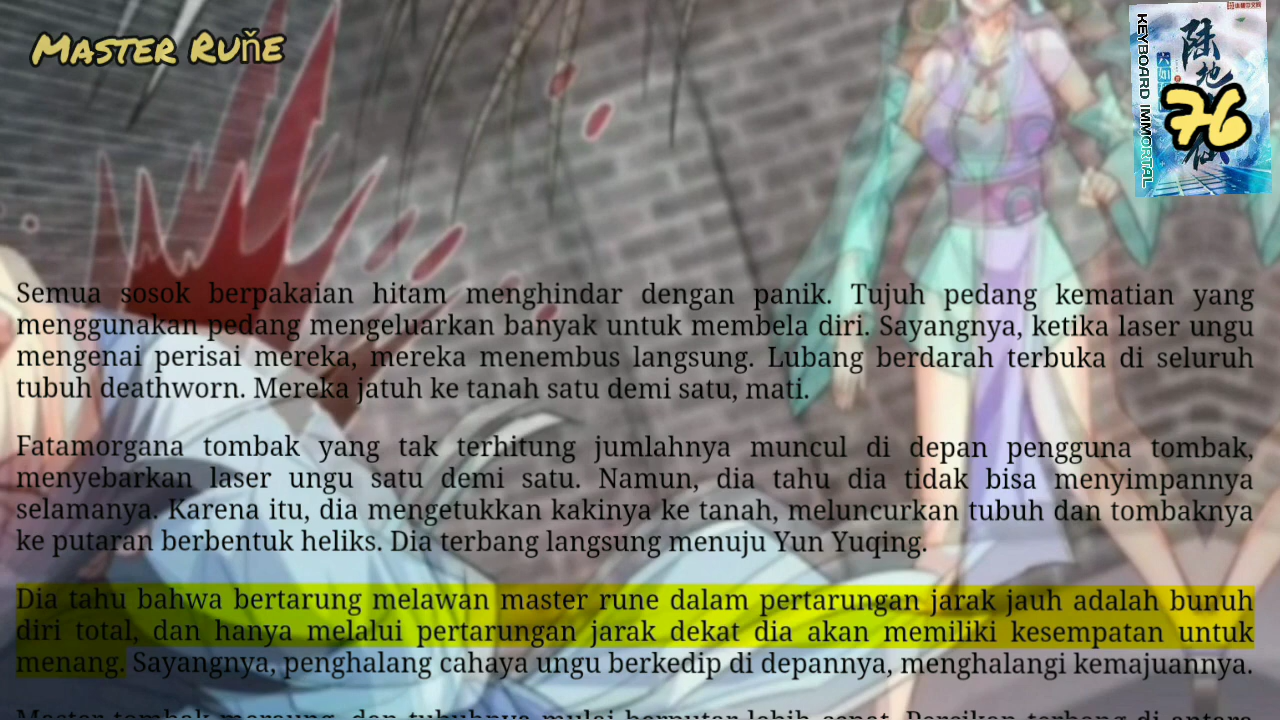 Master Ruňe
KEYBOARD IMMORTAL
陆地
76
Semua sosok berpakaian hitam menghindar dengan panik. Tujuh pedang kematian yang
menggunakan pedang mengeluarkan banyak untuk membela diri. Sayangnya, ketika laser ungu
mengenai perisai mereka, mereka menembus langsung. Lubang berdarah terbuka di seluruh
tubuh deathworn. Mereka jatuh ke tanah satu demi satu, mati.
Fatamorgana tombak yang tak terhitung jumlahnya muncul di depan pengguna tombak,
menyebarkan laser ungu satu demi satu. Namun, dia tahu dia tidak bisa menyimpannya
selamanya. Karena itu, dia mengetukkan kakinya ke tanah, meluncurkan tubuh dan tombaknya
ke putaran berbentuk heliks. Dia terbang langsung menuju Yun Yuqing.
Dia tahu bahwa bertarung melawan master rune dalam pertarungan jarak jauh adalah bunuh
diri total, dan hanya melalui pertarungan jarak dekat dia akan memiliki kesempatan untuk
menang. Sayangnya, penghalang cahaya ungu berkedip di depannya, menghalangi kemajuannya.